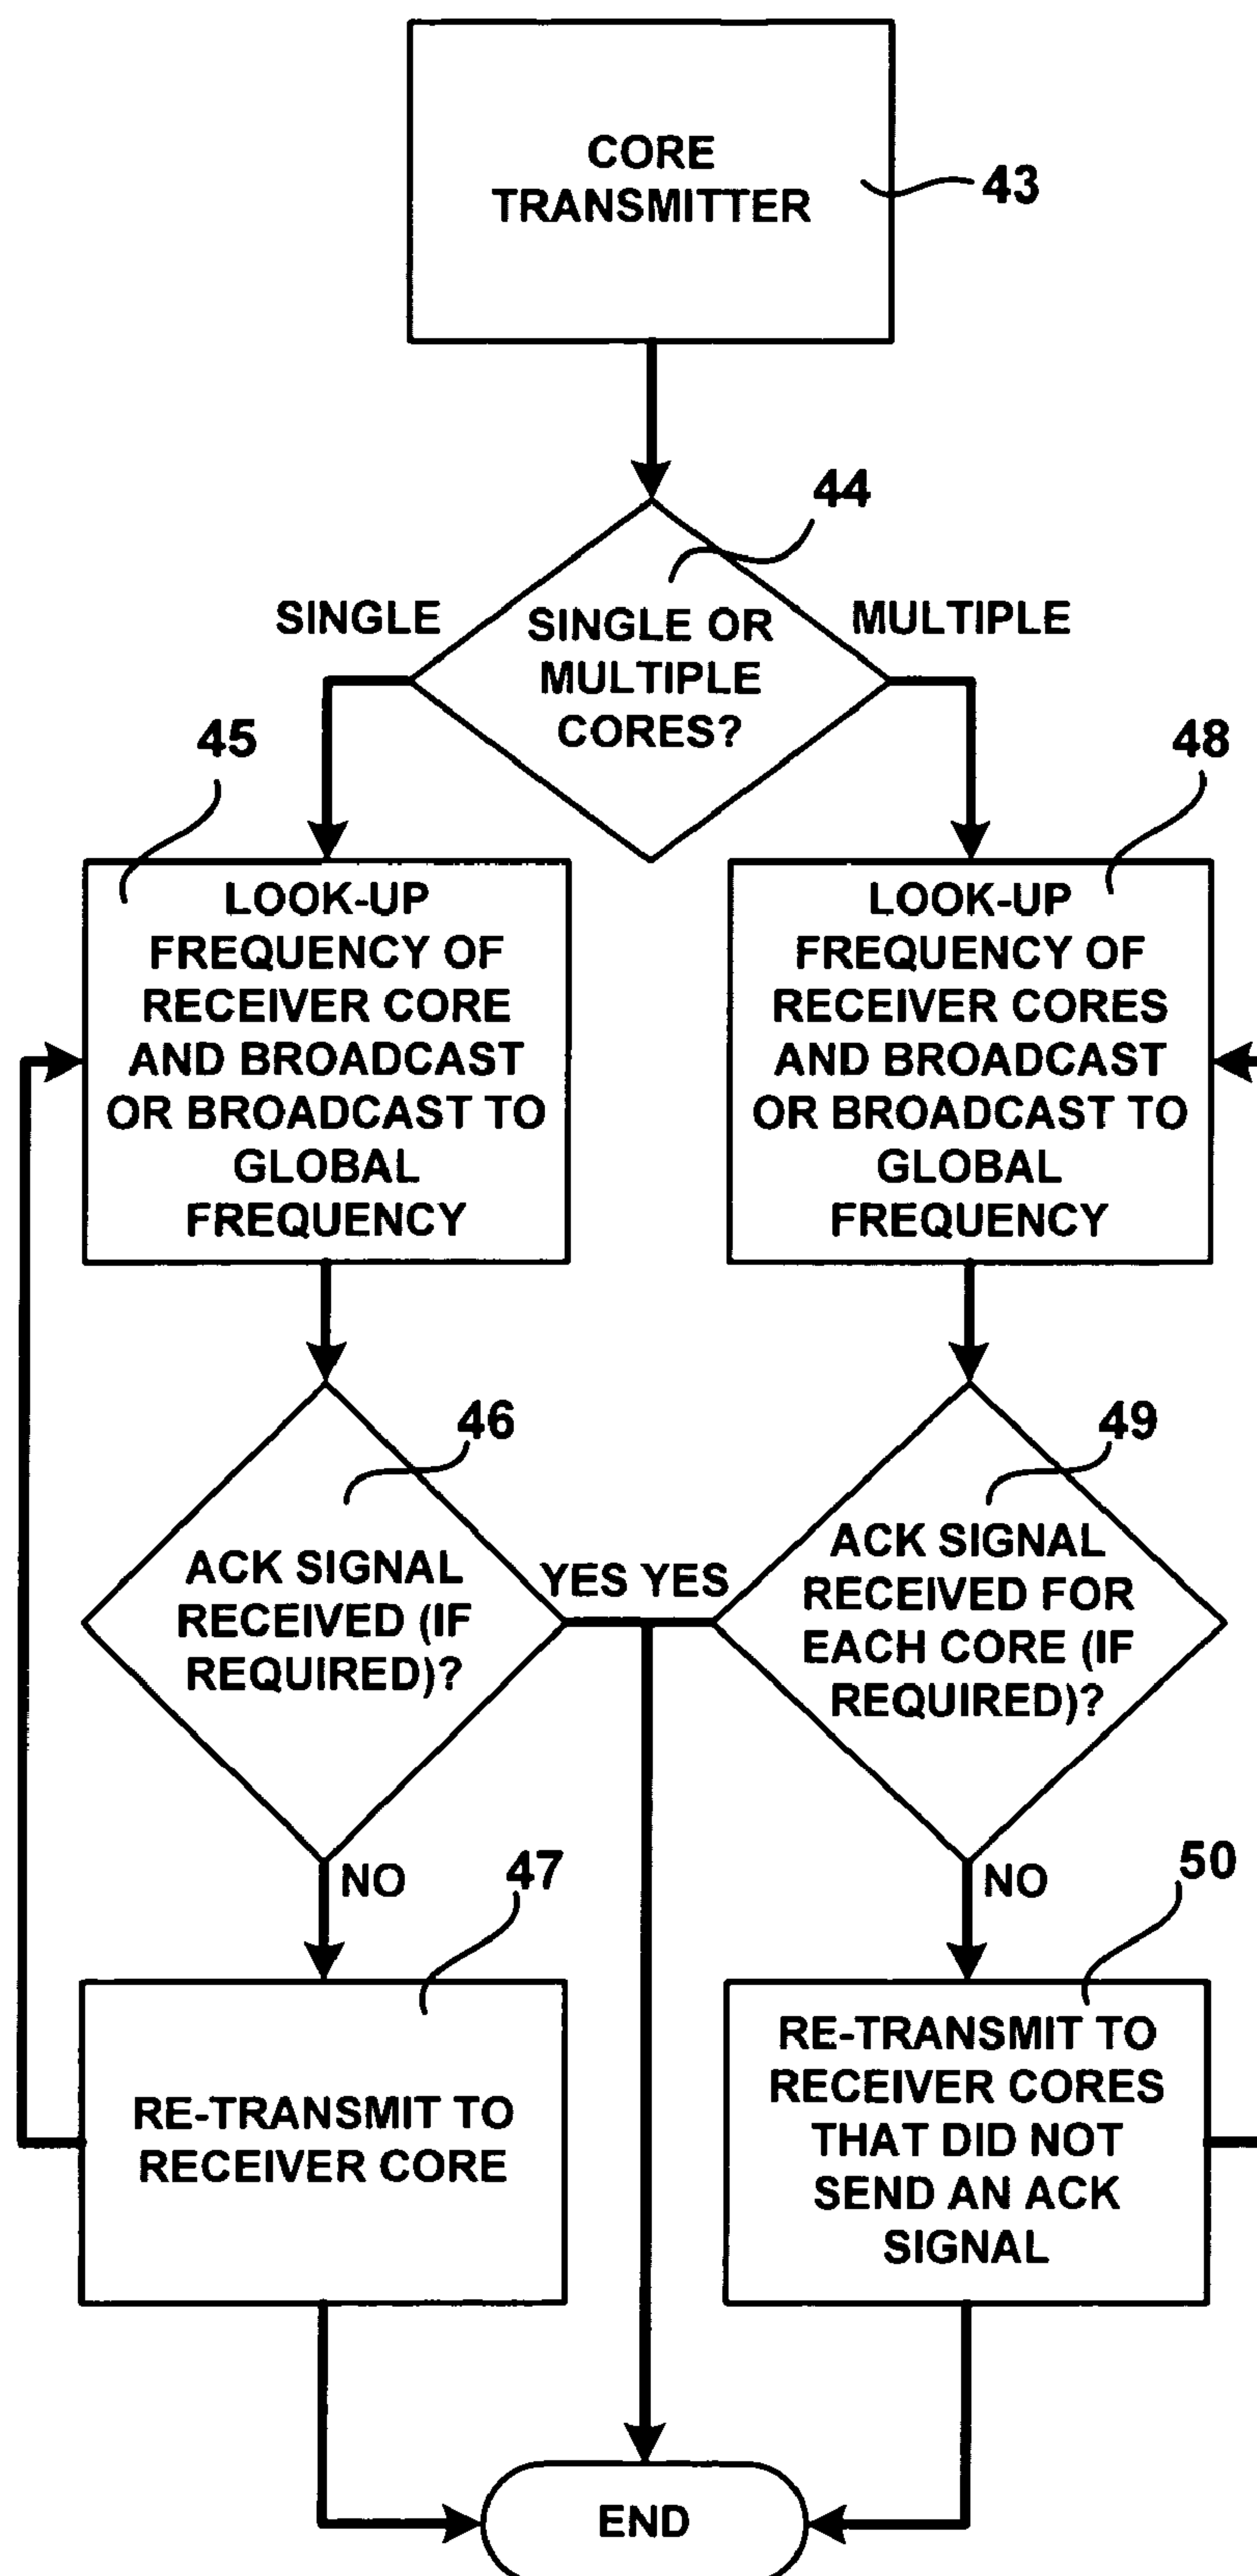 CORE
TRANSMITTER
43
44
SINGLE
SINGLE OR
MULTIPLE
CORES?
MULTIPLE
45
48
LOOK-UP
FREQUENCY OF
RECEIVER CORE
AND BROADCAST
OR BROADCAST TO
GLOBAL
FREQUENCY
LOOK-UP
FREQUENCY OF
RECEIVER CORES
AND BROADCAST
OR BROADCAST TO
GLOBAL
FREQUENCY
46
49
ACK SIGNAL
RECEIVED (IF
REQUIRED)?
YES YES
ACK SIGNAL
RECEIVED FOR
EACH CORE (IF
REQUIRED)?
NO
47
NO
50
RE-TRANSMIT TO
RECEIVER CORE
RE-TRANSMIT TO
RECEIVER CORES
THAT DID NOT
SEND AN ACK
SIGNAL
END